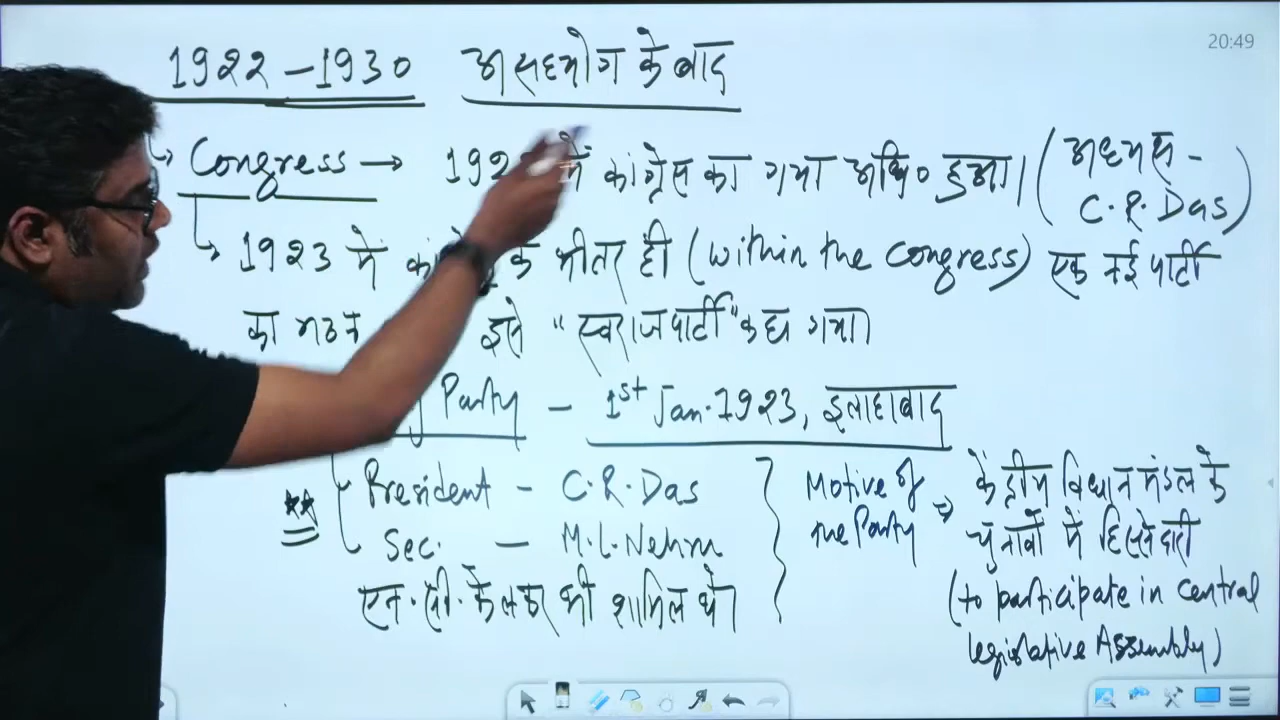 20:49
1922 – 1930 असहयोग के बाद
Congress → में कांग्रेस का गया अधि० हुआ। (अध्यक्ष -
C.R.Das)
1923 में के भीतर ही (within the Congress) एक नई पार्टी
का गठन इसे "स्वराज पार्टी" कहा गया।
Party – 1st Jan. 1923, इलाहाबाद
President – C.R.Das
Motive of the Party ⇒ केंद्रीय विधान मंडल के
चुनावों में हिस्सेदारी
Sec. – M.L.Nehru
एन. सी. केलकर भी शामिल थे।
(to participate in central
legislative Assembly)